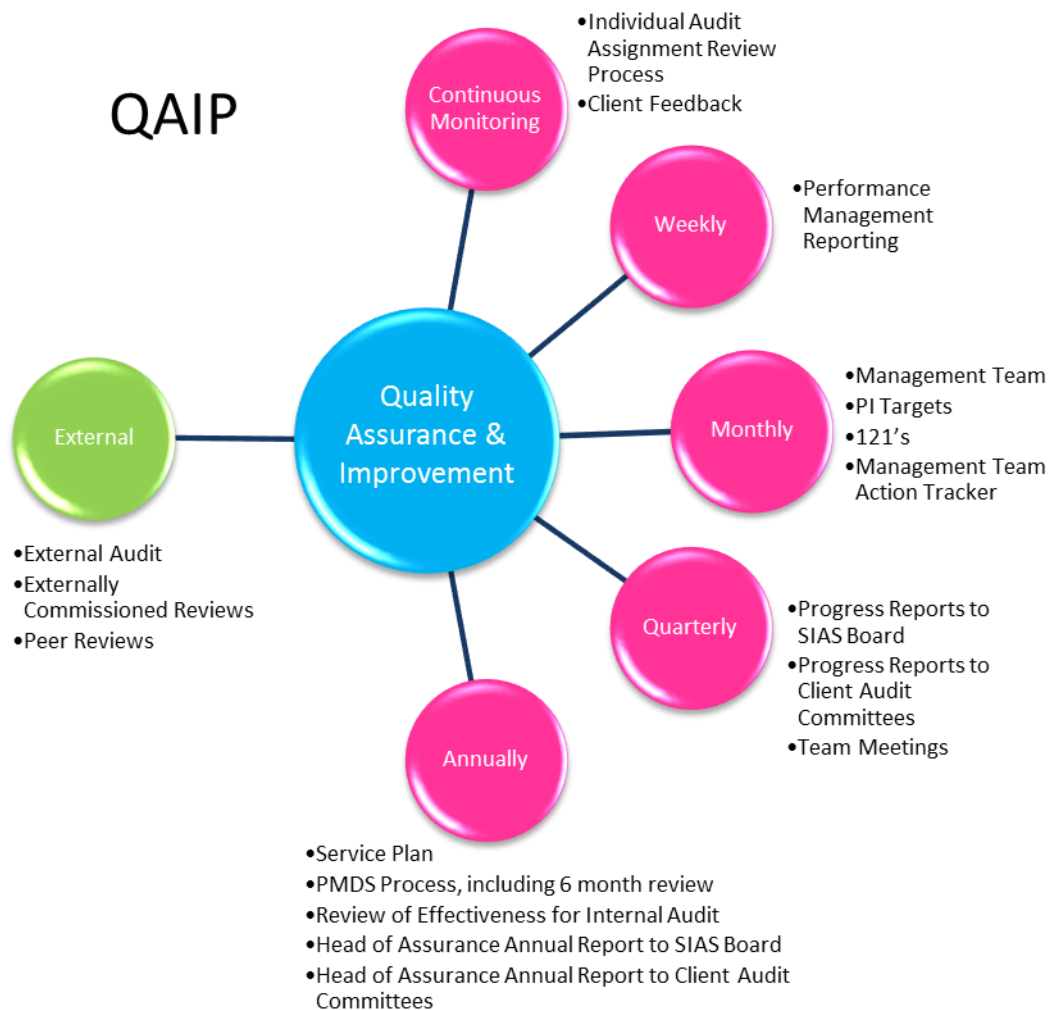 QAIP
Continuous
Monitoring
•Individual Audit
Assignment Review
Process
•Client Feedback
Weekly
•Performance
Management
Reporting
Quality
Assurance &
Improvement
Monthly
•Management Team
•PI Targets
•121’s
•Management Team
Action Tracker
External
•External Audit
•Externally
Commissioned Reviews
•Peer Reviews
Quarterly
•Progress Reports to
SIAS Board
•Progress Reports to
Client Audit
Committees
•Team Meetings
Annually
•Service Plan
•PMDS Process, including 6 month review
•Review of Effectiveness for Internal Audit
•Head of Assurance Annual Report to SIAS Board
•Head of Assurance Annual Report to Client Audit
Committees